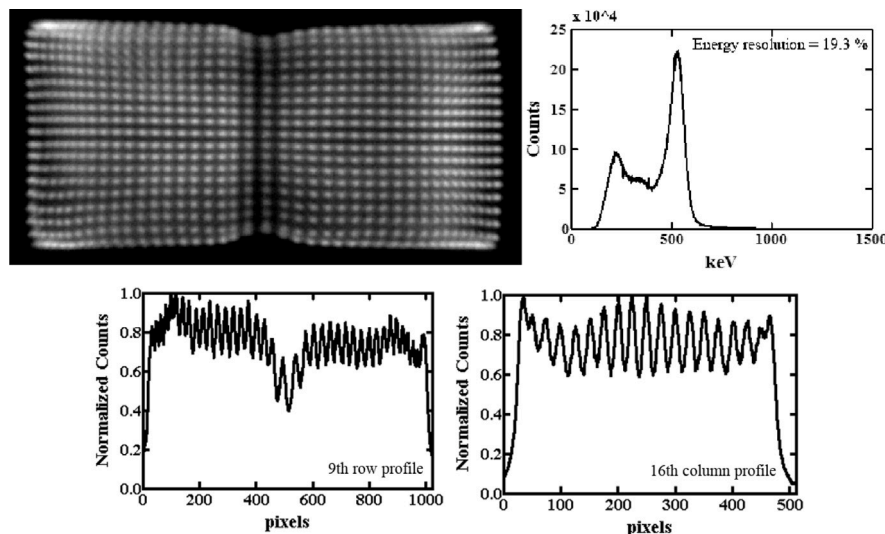 x 10^4
Energy resolution = 19.3 %
25
20
15
10
5
0
Counts
0 500 1000 1500
keV
1.0
0.8
0.6
0.4
0.2
0.0
Normalized Counts
9th row profile
0 200 400 600 800 1000
pixels
1.0
0.8
0.6
0.4
0.2
0.0
Normalized Counts
16th column profile
0 100 200 300 400 500
pixels